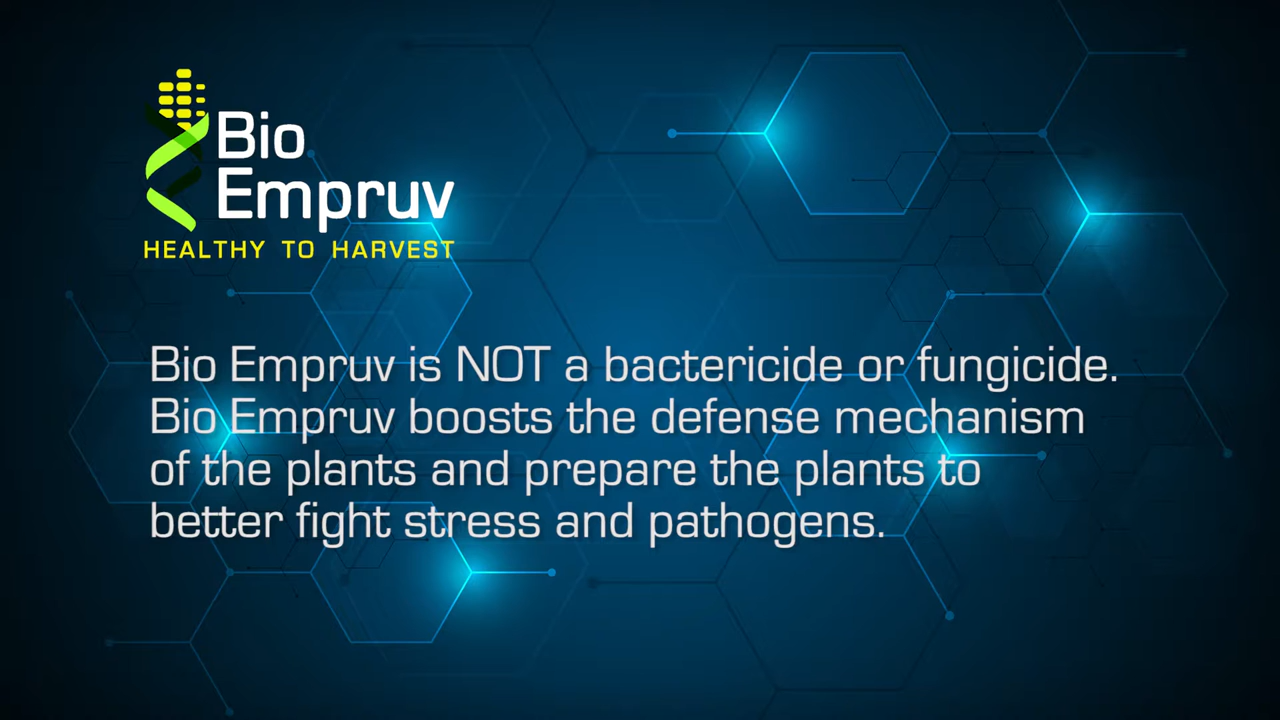 Bio
Empruv
HEALTHY TO HARVEST
Bio Empruv is NOT a bactericide or fungicide.
Bio Empruv boosts the defense mechanism
of the plants and prepare the plants to
better fight stress and pathogens.